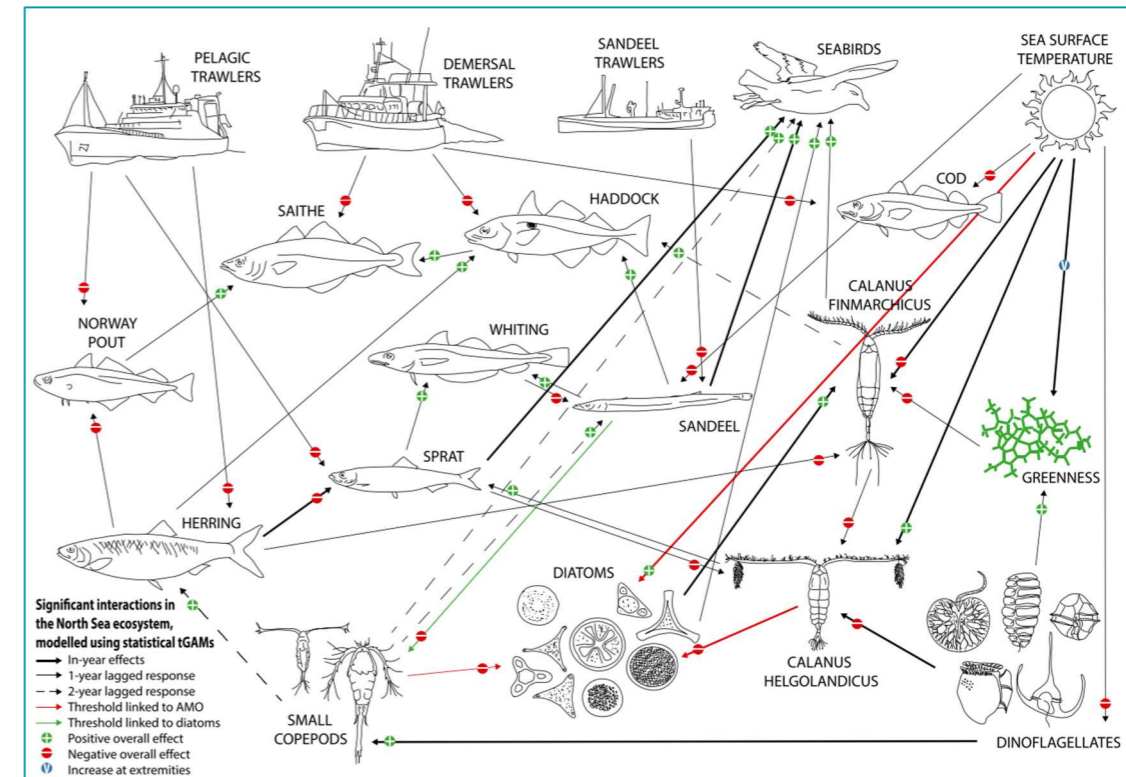 PELAGIC
TRAWLERS
DEMERSAL
TRAWLERS
SANDEEL
TRAWLERS
SEABIRDS
SEA SURFACE
TEMPERATURE
COD
HADDOCK
SAITHE
CALANUS
FINMARCHICUS
NORWAY
POUT
WHITING
SANDEEL
SPRAT
GREENNESS
HERRING
DIATOMS
CALANUS
HELGOLANDICUS
SMALL
COPEPODS
DINOFLAGELLATES
Significant interactions in
the North Sea ecosystem,
modelled using statistical tGAMs
In-year effects
1-year lagged response
2-year lagged response
Threshold linked to AMO
Threshold linked to diatoms
Positive overall effect
Negative overall effect
Increase at extremities